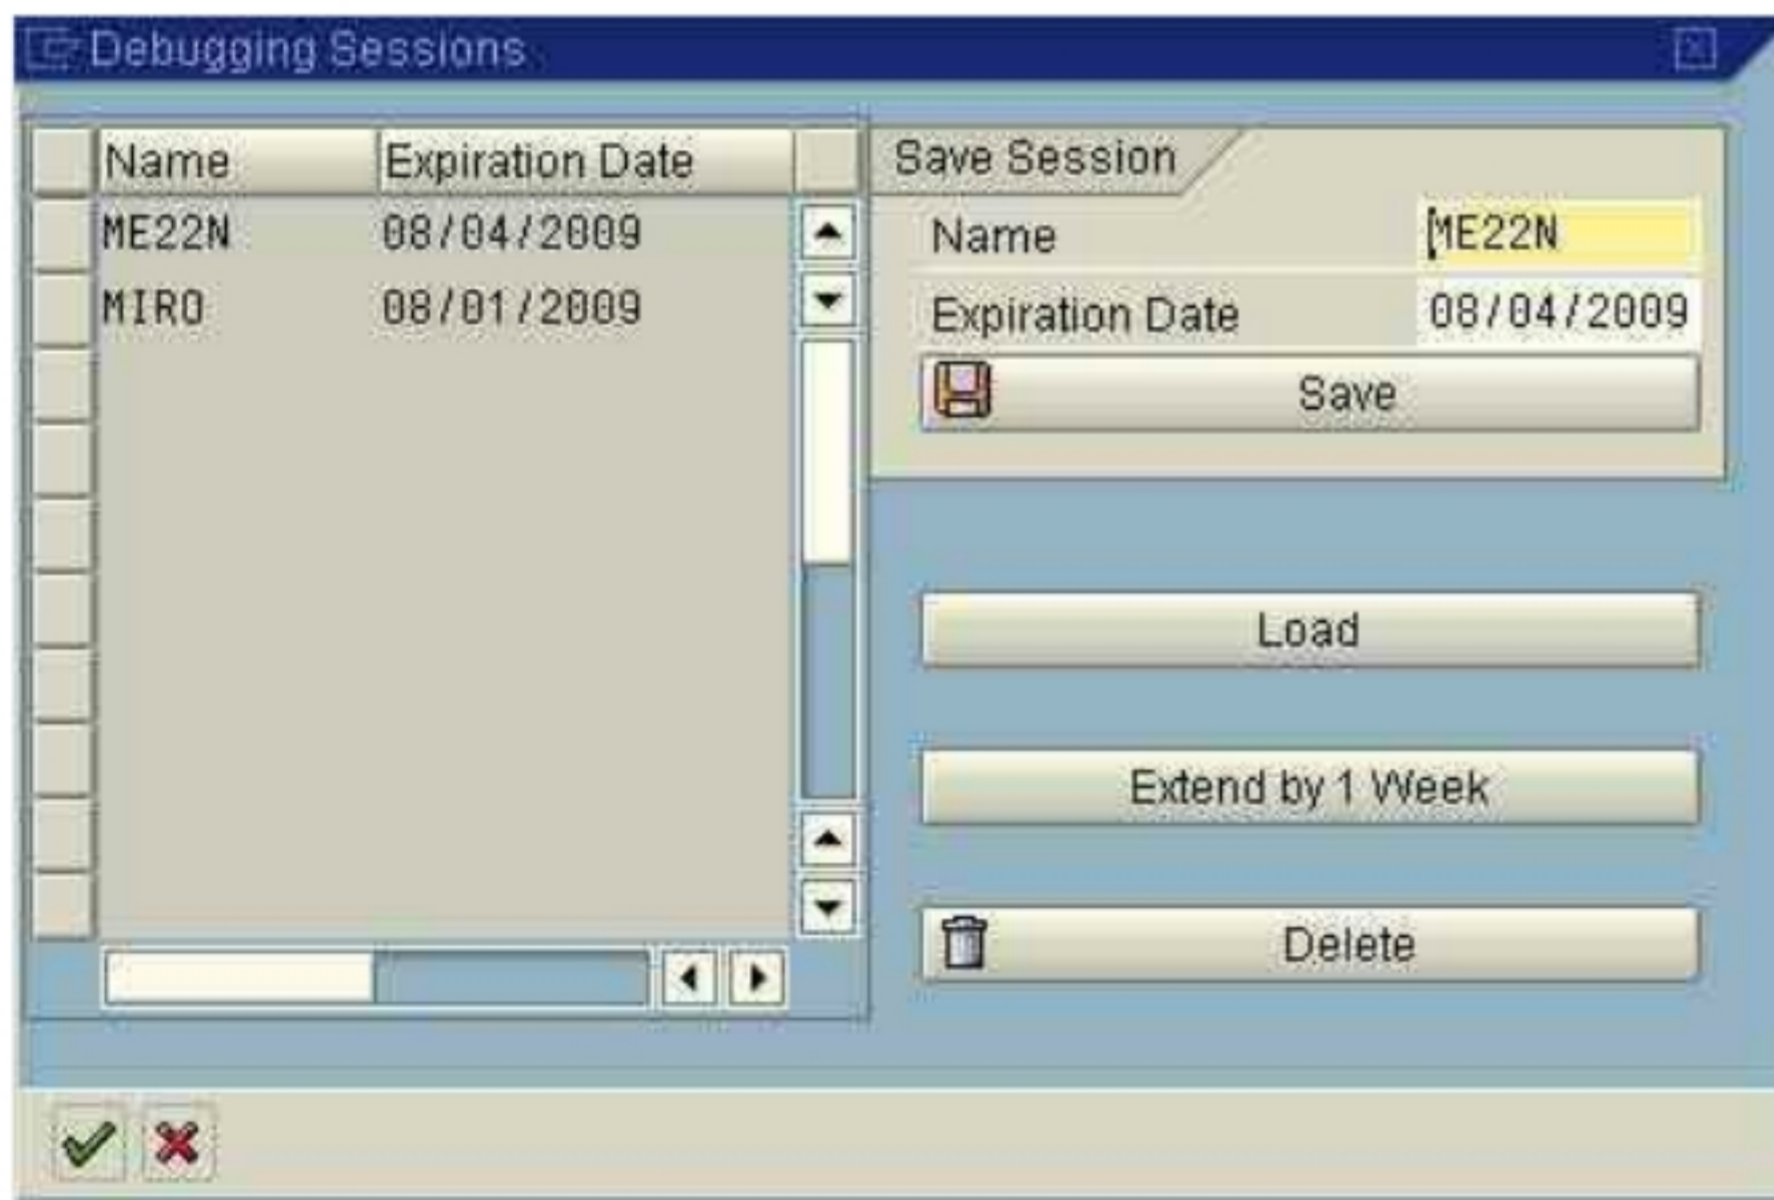 Debugging Sessions
Name Expiration Date
ME22N 08/04/2009
MIRO 08/01/2009
Save Session
Name ME22N
Expiration Date 08/04/2009
Save
Load
Extend by 1 Week
Delete